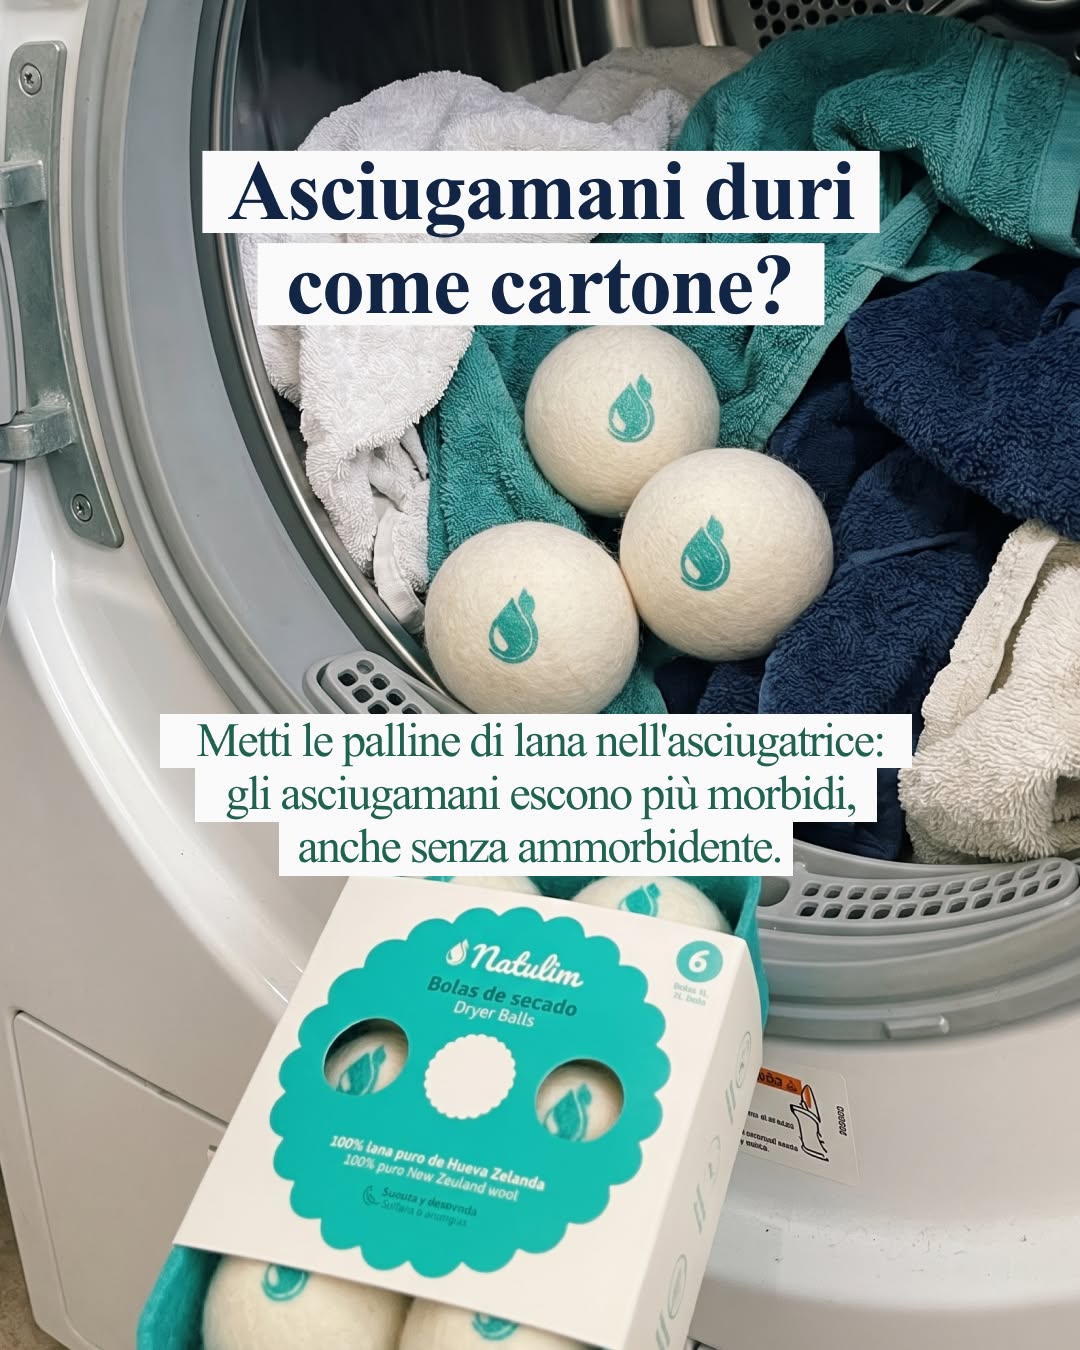 Asciugamani duri
come cartone?
Metti le palline di lana nell'asciugatrice:
gli asciugamani escono più morbidi,
anche senza ammorbidente.
Natulim
6
Bolas de secado
Dryer Balls
100% lana puro de Hueva Zelanda
100% puro New Zeuland wool